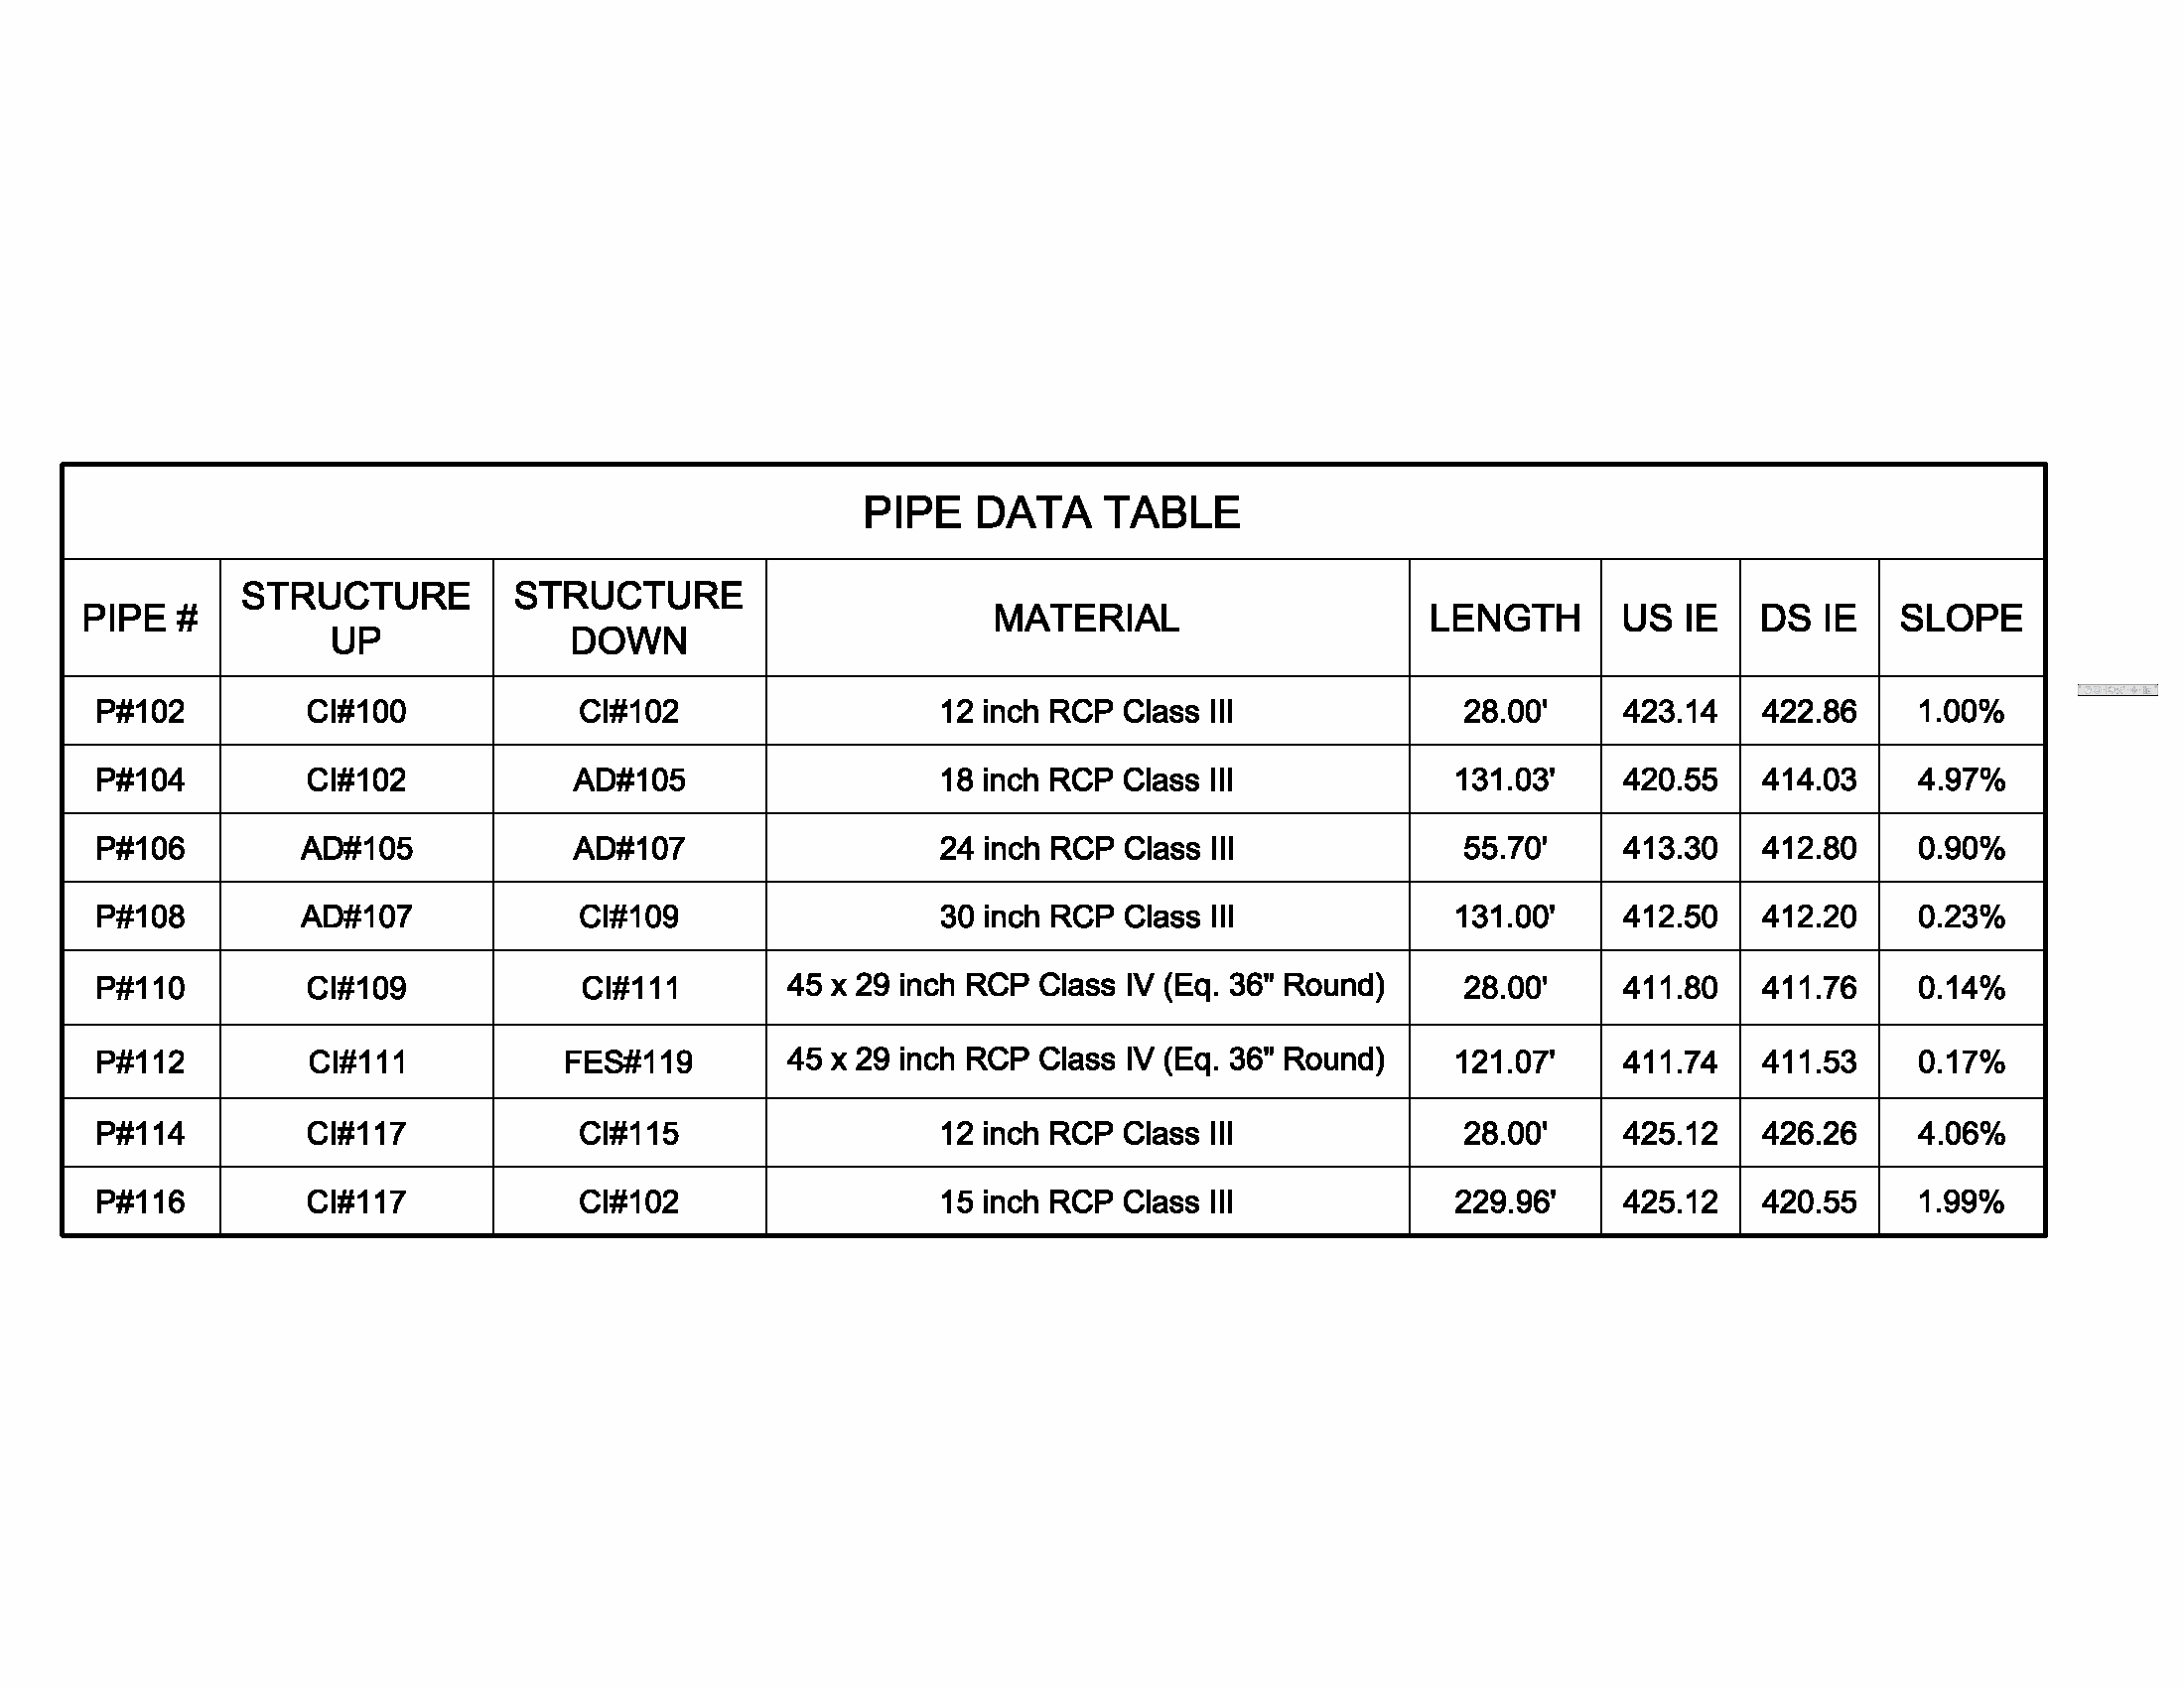 PIPE DATA TABLE
PIPE # STRUCTURE UP STRUCTURE DOWN MATERIAL LENGTH US IE DS IE SLOPE
P#102 CI#100 CI#102 12 inch RCP Class III 28.00' 423.14 422.86 1.00%
P#104 CI#102 AD#105 18 inch RCP Class III 131.03' 420.55 414.03 4.97%
P#106 AD#105 AD#107 24 inch RCP Class III 55.70' 413.30 412.80 0.90%
P#108 AD#107 CI#109 30 inch RCP Class III 131.00' 412.50 412.20 0.23%
P#110 CI#109 CI#111 45 x 29 inch RCP Class IV (Eq. 36" Round) 28.00' 411.80 411.76 0.14%
P#112 CI#111 FES#119 45 x 29 inch RCP Class IV (Eq. 36" Round) 121.07' 411.74 411.53 0.17%
P#114 CI#117 CI#115 12 inch RCP Class III 28.00' 425.12 426.26 4.06%
P#116 CI#117 CI#102 15 inch RCP Class III 229.96' 425.12 420.55 1.99%